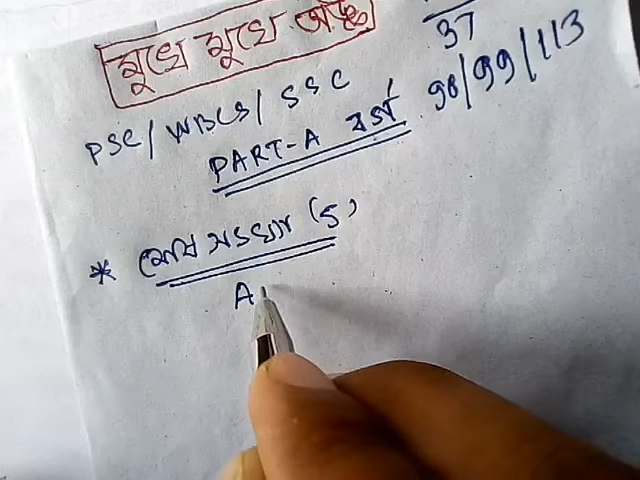 মুখে মুখে অঙ্ক
37
PSC/WBCS/SSC
PART-A বর্গ 98/99/113
* শেষ সংখ্যা (5)
A